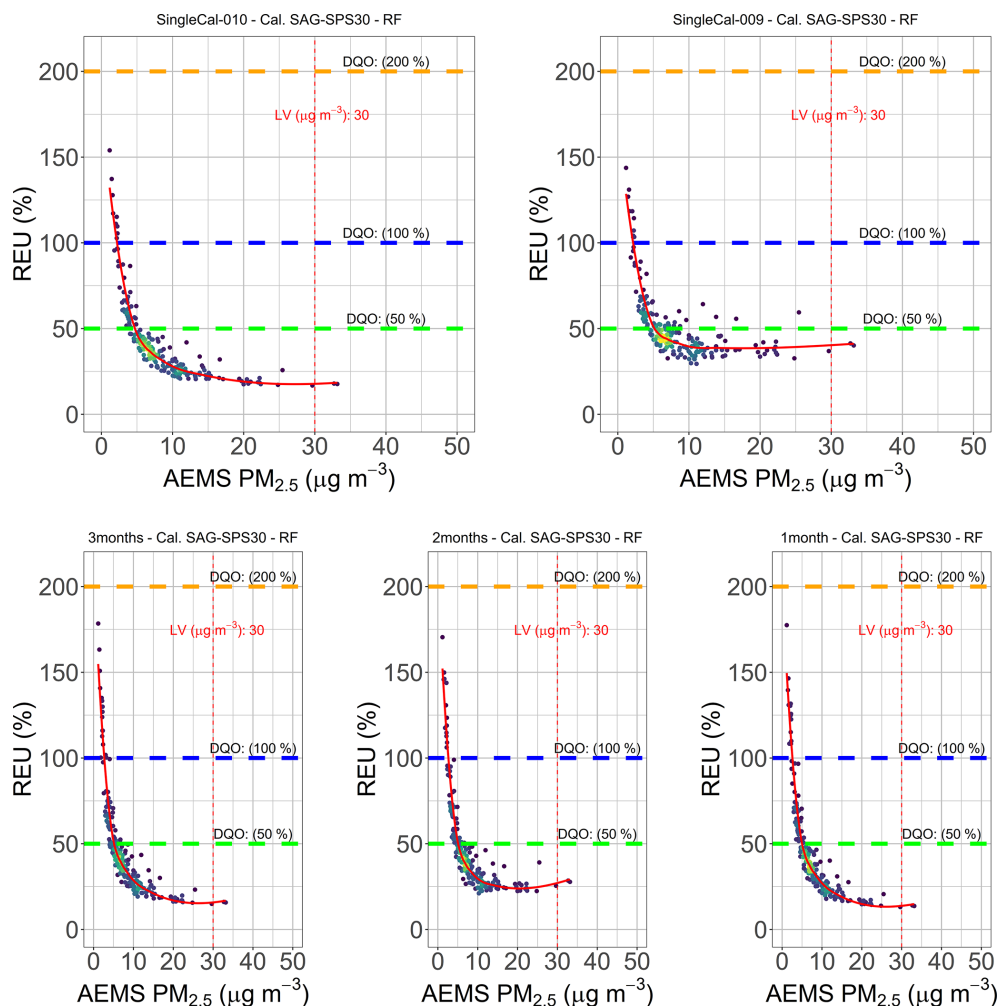 SingleCal-010 - Cal. SAG-SPS30 - RF
200
150
100
50
0
REU (%)
DQO: (200 %)
LV (μg m⁻³): 30
DQO: (100 %)
DQO: (50 %)
0 10 20 30 40 50
AEMS PM₂.₅ (μg m⁻³)
SingleCal-009 - Cal. SAG-SPS30 - RF
200
150
100
50
0
REU (%)
DQO: (200 %)
LV (μg m⁻³): 30
DQO: (100 %)
DQO: (50 %)
0 10 20 30 40 50
AEMS PM₂.₅ (μg m⁻³)
3months - Cal. SAG-SPS30 - RF
200
150
100
50
0
REU (%)
DQO: (200 %)
LV (μg m⁻³): 30
DQO: (100 %)
DQO: (50 %)
0 10 20 30 40 50
AEMS PM₂.₅ (μg m⁻³)
2months - Cal. SAG-SPS30 - RF
200
150
100
50
0
REU (%)
DQO: (200 %)
LV (μg m⁻³): 30
DQO: (100 %)
DQO: (50 %)
0 10 20 30 40 50
AEMS PM₂.₅ (μg m⁻³)
1month - Cal. SAG-SPS30 - RF
200
150
100
50
0
REU (%)
DQO: (200 %)
LV (μg m⁻³): 30
DQO: (100 %)
DQO: (50 %)
0 10 20 30 40 50
AEMS PM₂.₅ (μg m⁻³)